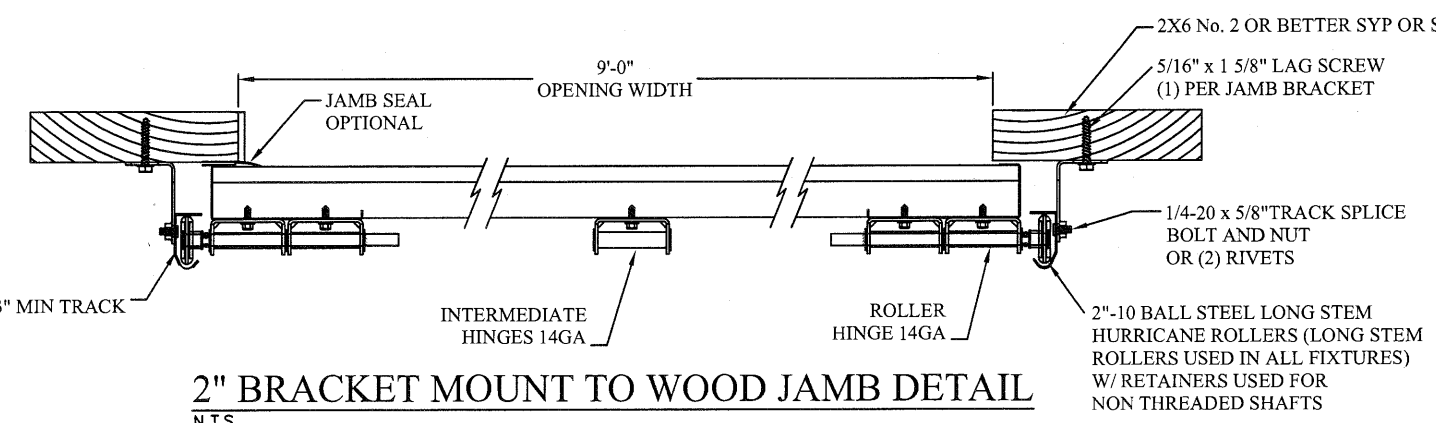 2X6 No. 2 OR BETTER SYP OR
9'-0"
OPENING WIDTH
5/16" x 1 5/8" LAG SCREW
(1) PER JAMB BRACKET
JAMB SEAL
OPTIONAL
1/4-20 x 5/8"TRACK SPLICE
BOLT AND NUT
OR (2) RIVETS
MIN TRACK
INTERMEDIATE
HINGES 14GA
ROLLER
HINGE 14GA
2"-10 BALL STEEL LONG STEM
HURRICANE ROLLERS (LONG STEM
ROLLERS USED IN ALL FIXTURES)
W/ RETAINERS USED FOR
NON THREADED SHAFTS
2" BRACKET MOUNT TO WOOD JAMB DETAIL
N.T.S.